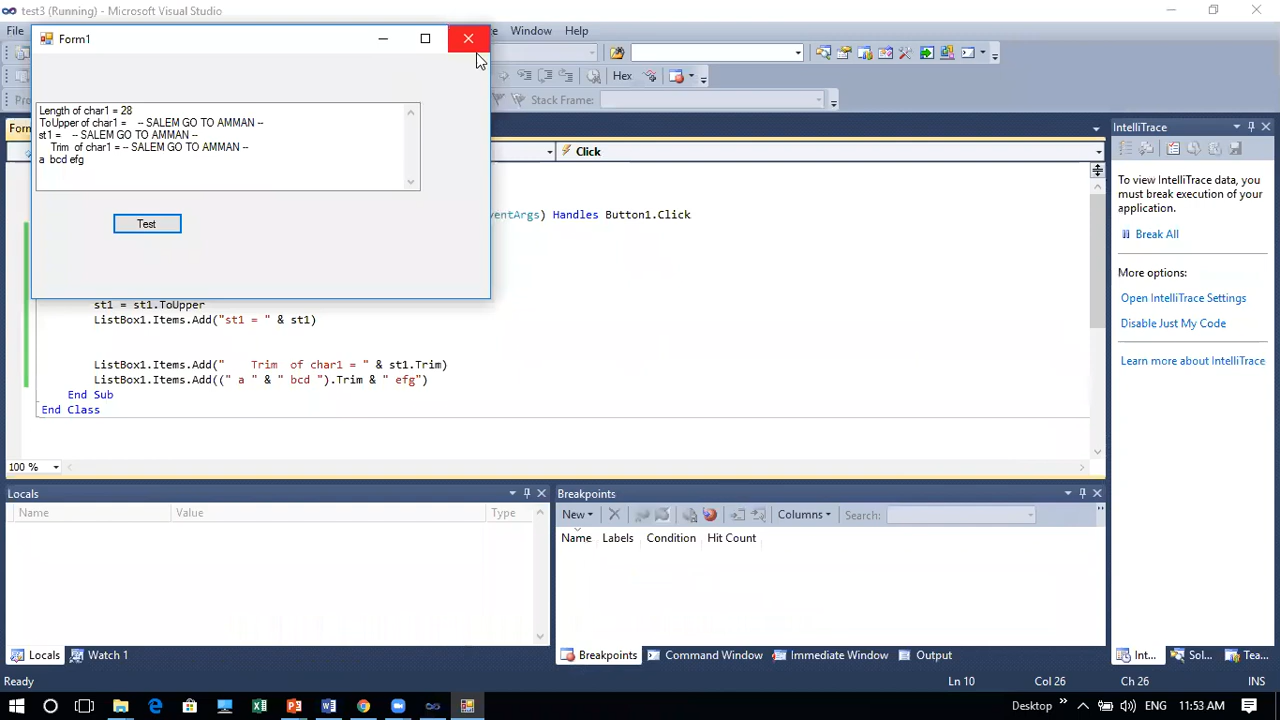 test3 (Running) - Microsoft Visual Studio
File
Window Help
Form1
Hex
Stack Frame:
Length of char1 = 28
ToUpper of char1 =    -- SALEM GO TO AMMAN --
st1 =    -- SALEM GO TO AMMAN --
    Trim  of char1 = -- SALEM GO TO AMMAN --
a  bcd efg
Test
Click
ventArgs) Handles Button1.Click
st1 = st1.ToUpper
ListBox1.Items.Add("st1 = " & st1)
ListBox1.Items.Add("    Trim  of char1 = " & st1.Trim)
ListBox1.Items.Add((" a " & " bcd ").Trim & " efg")
End Sub
End Class
100 %
IntelliTrace
To view IntelliTrace data, you
must break execution of your
application.
Break All
More options:
Open IntelliTrace Settings
Disable Just My Code
Learn more about IntelliTrace
Locals
Name Value Type
Breakpoints
New Columns Search:
Name Labels Condition Hit Count
Locals Watch 1
Breakpoints Command Window Immediate Window Output
Int... Sol... Tea...
Ready
Ln 10 Col 26 Ch 26 INS
Desktop 11:53 AM